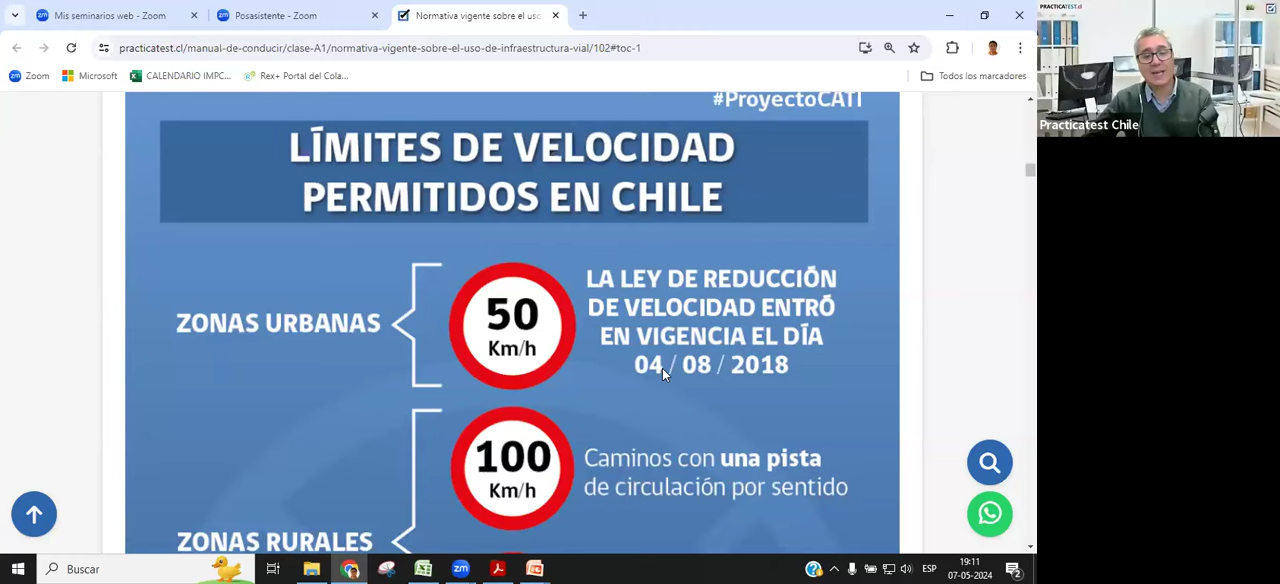 Mis seminarios web - Zoom
Posasistente - Zoom
Normativa vigente sobre el uso
practicatest.cl/manual-de-conducir/clase-A1/normativa-vigente-sobre-el-uso-de-infraestructura-vial/102#toc-1
Zoom
Microsoft
CALENDARIO IMPC...
Rex+ Portal del Cola...
Todos los marcadores
PRACTICATEST.cl
Practicatest Chile
#ProyectoCATI
LÍMITES DE VELOCIDAD
PERMITIDOS EN CHILE
ZONAS URBANAS
50
Km/h
LA LEY DE REDUCCIÓN
DE VELOCIDAD ENTRÓ
EN VIGENCIA EL DÍA
04 / 08 / 2018
100
Km/h
Caminos con una pista
de circulación por sentido
ZONAS RURALES
Buscar
ESP
19:11
07-05-2024
2